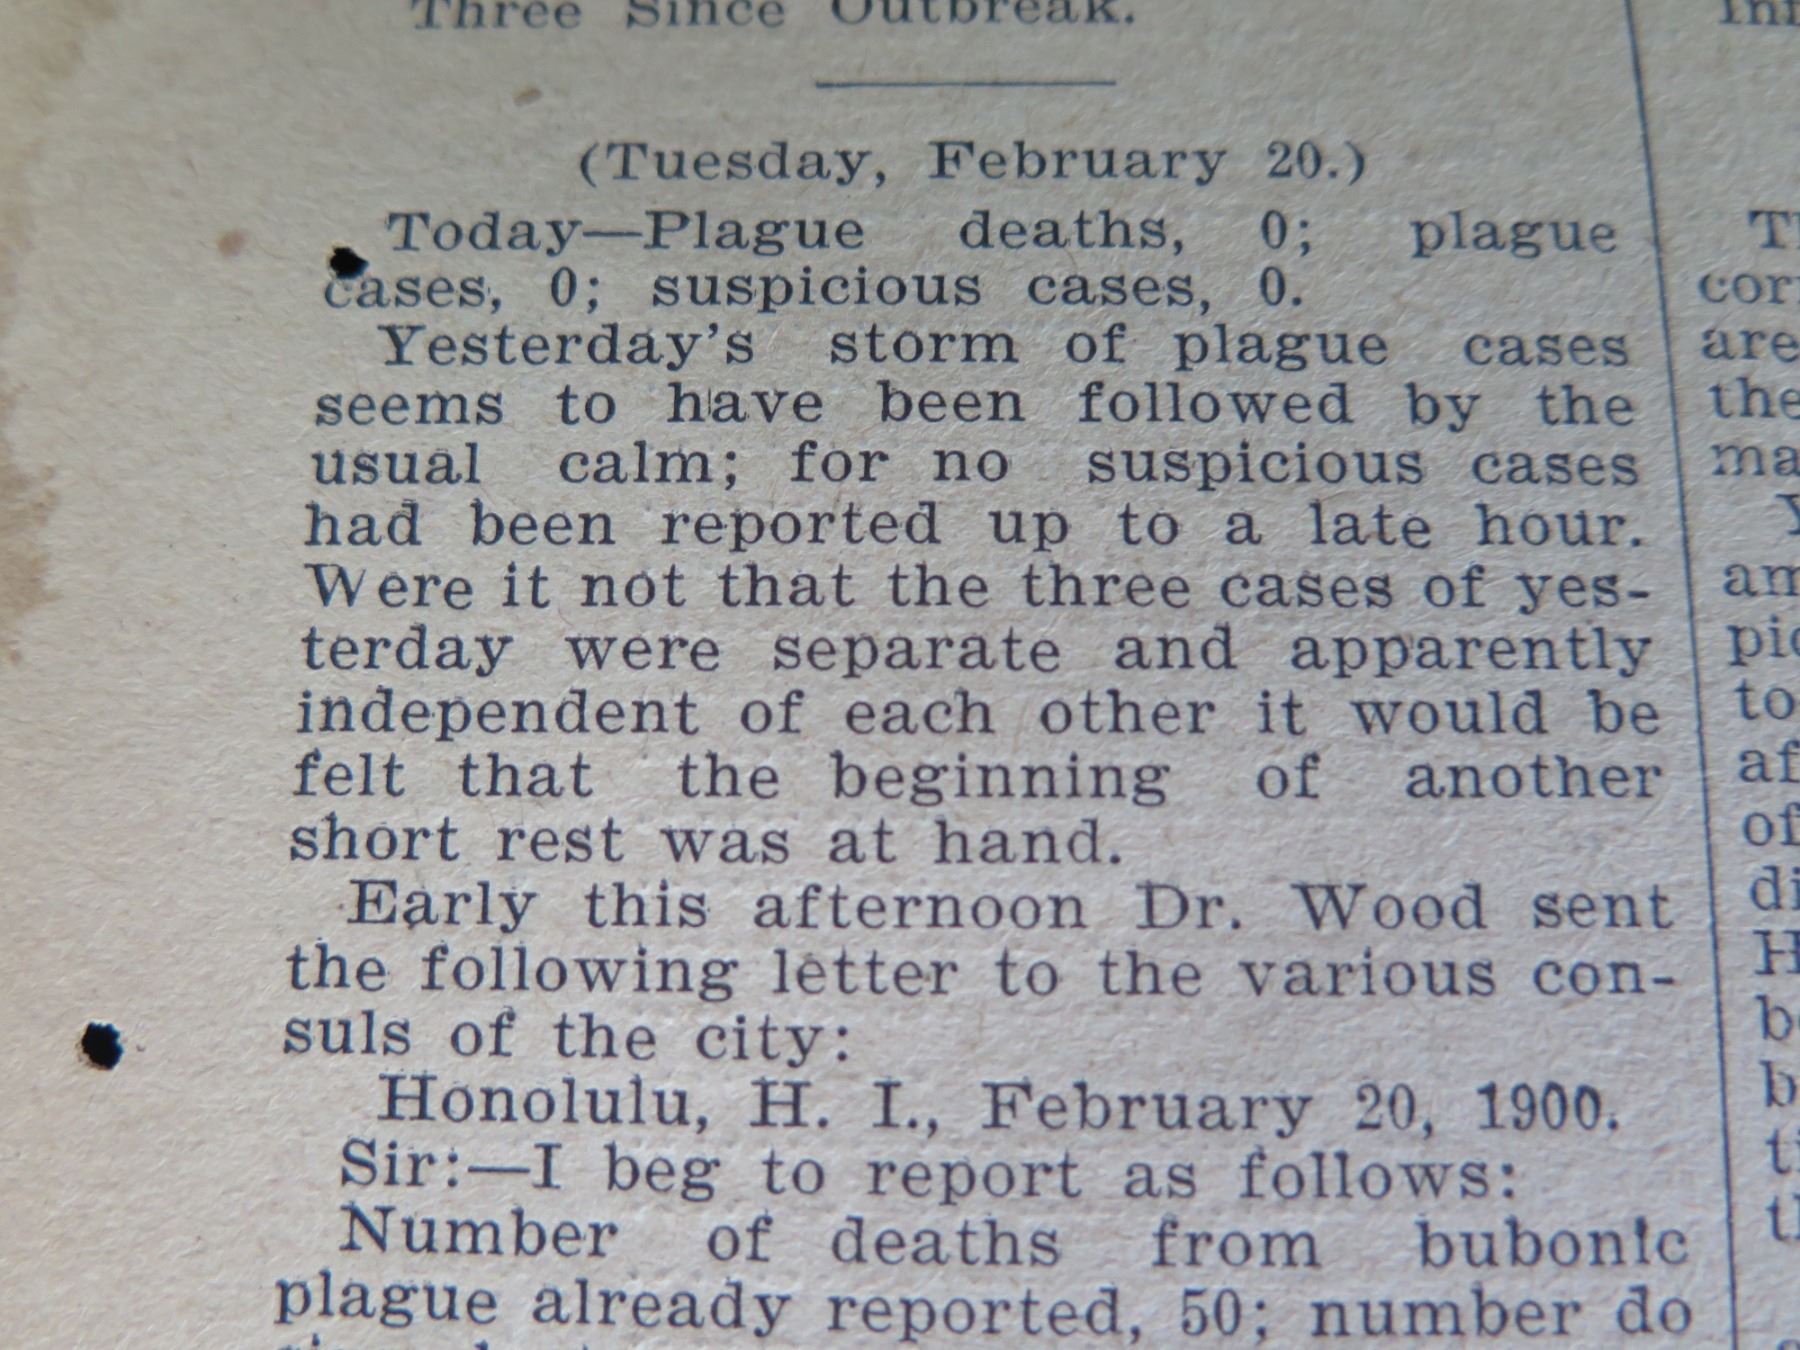 Three Since Outbreak.
(Tuesday, February 20.)
Today—Plague deaths, 0; plague
cases, 0; suspicious cases, 0.
Yesterday's storm of plague cases
seems to have been followed by the
usual calm; for no suspicious cases
had been reported up to a late hour.
Were it not that the three cases of yes-
terday were separate and apparently
independent of each other it would be
felt that the beginning of another
short rest was at hand.
Early this afternoon Dr. Wood sent
the following letter to the various con-
suls of the city:
Honolulu, H. I., February 20, 1900.
Sir:—I beg to report as follows:
Number of deaths from bubonic
plague already reported, 50; number do
are
the
to
of